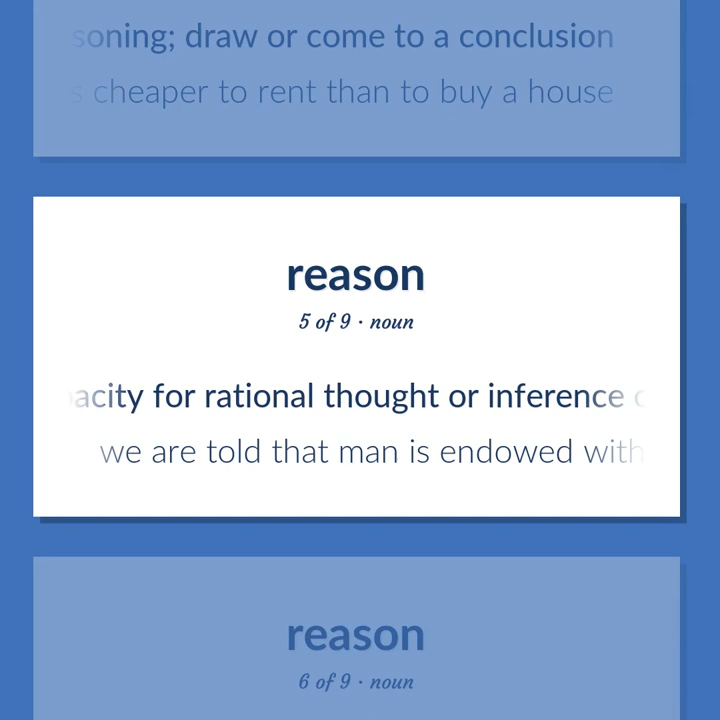 soning; draw or come to a conclusion
s cheaper to rent than to buy a house
reason
5 of 9 · noun
acity for rational thought or inference
we are told that man is endowed with
reason
6 of 9 · noun